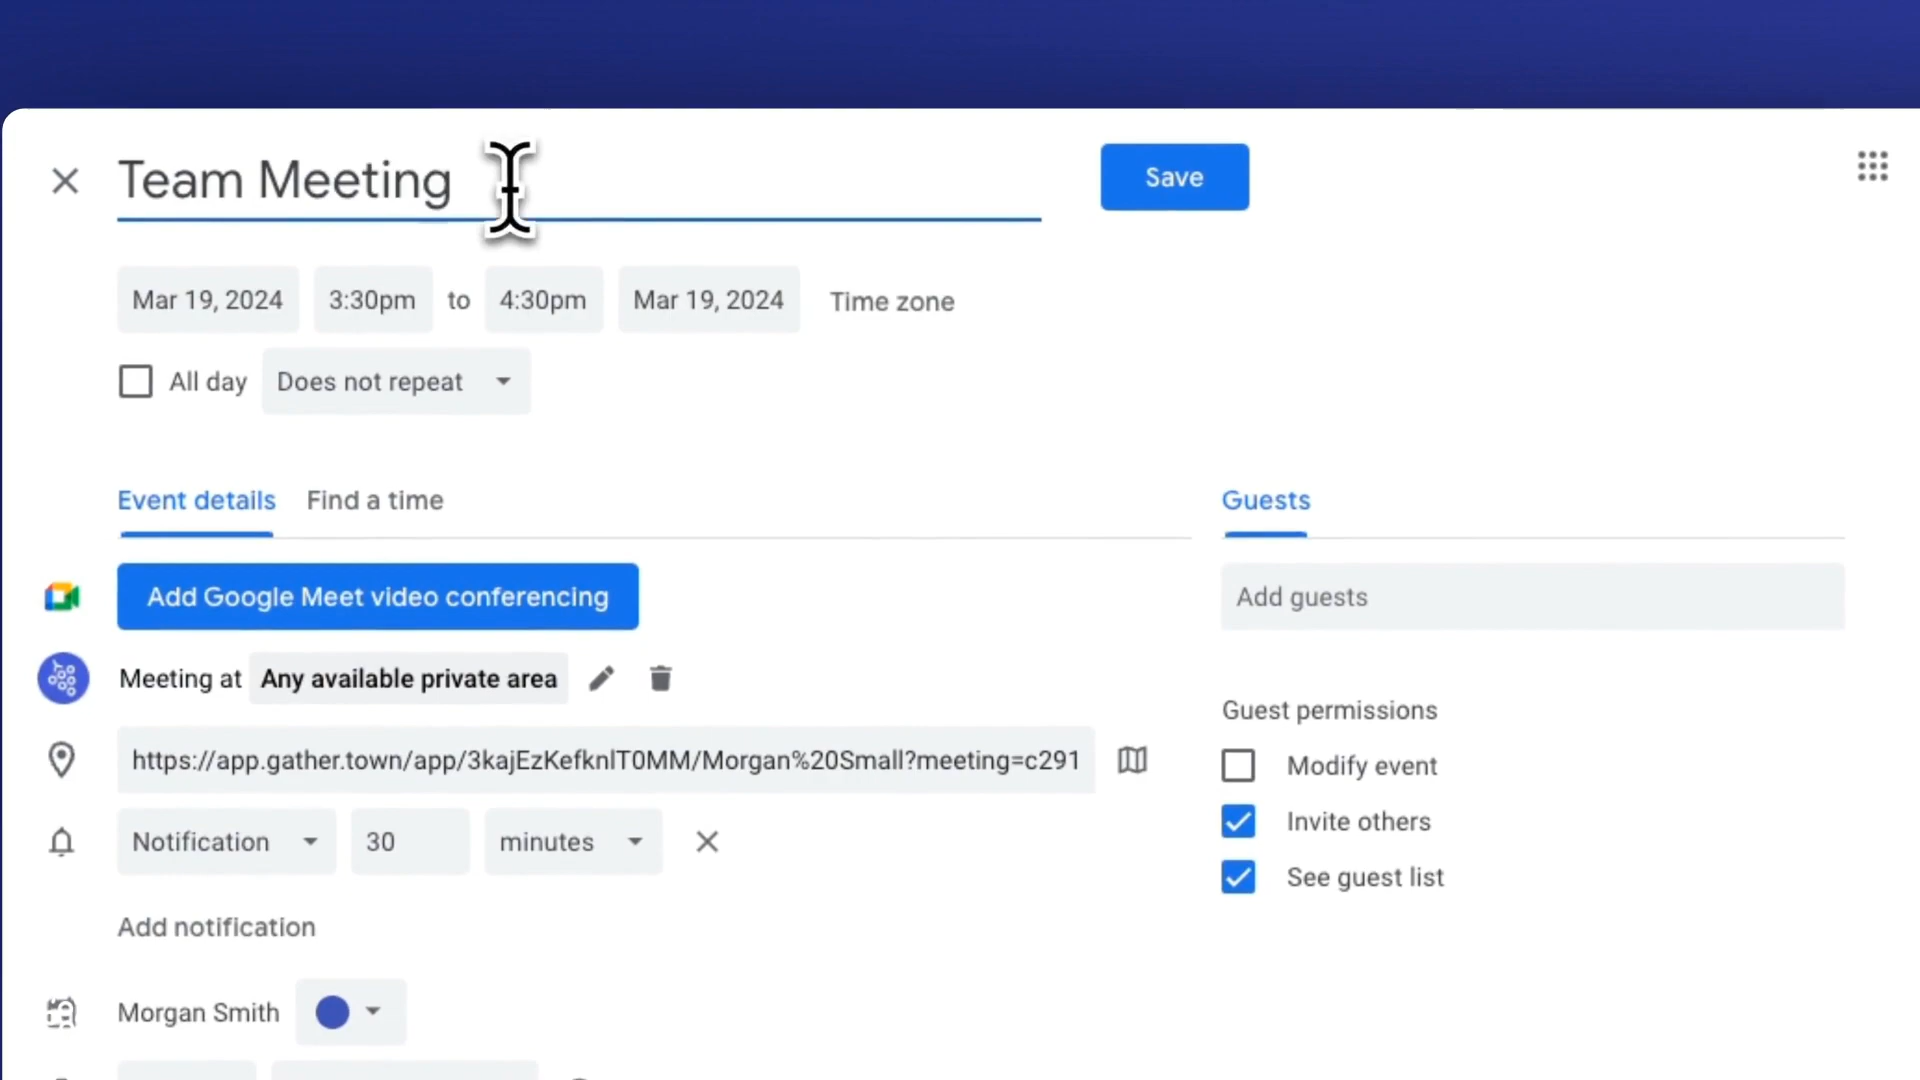 Team Meeting
Save
Mar 19, 2024 3:30pm to 4:30pm Mar 19, 2024 Time zone
All day Does not repeat
Event details Find a time
Guests
Add Google Meet video conferencing
Add guests
Meeting at Any available private area
Guest permissions
https://app.gather.town/app/3kajEzKefknlT0MM/Morgan%20Small?meeting=c291
Modify event
Invite others
Notification 30 minutes
See guest list
Add notification
Morgan Smith